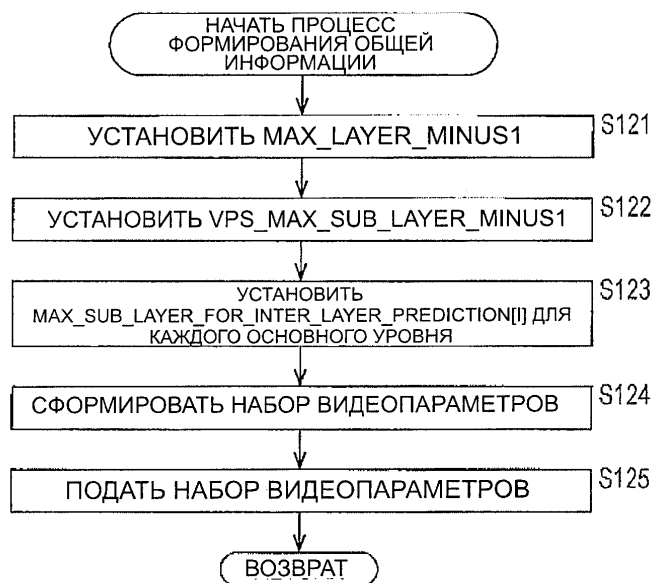 НАЧАТЬ ПРОЦЕСС
ФОРМИРОВАНИЯ ОБЩЕЙ
ИНФОРМАЦИИ
УСТАНОВИТЬ MAX_LAYER_MINUS1
S121
УСТАНОВИТЬ VPS_MAX_SUB_LAYER_MINUS1
S122
УСТАНОВИТЬ
MAX_SUB_LAYER_FOR_INTER_LAYER_PREDICTION[I] ДЛЯ
КАЖДОГО ОСНОВНОГО УРОВНЯ
S123
СФОРМИРОВАТЬ НАБОР ВИДЕОПАРАМЕТРОВ
S124
ПОДАТЬ НАБОР ВИДЕОПАРАМЕТРОВ
S125
ВОЗВРАТ